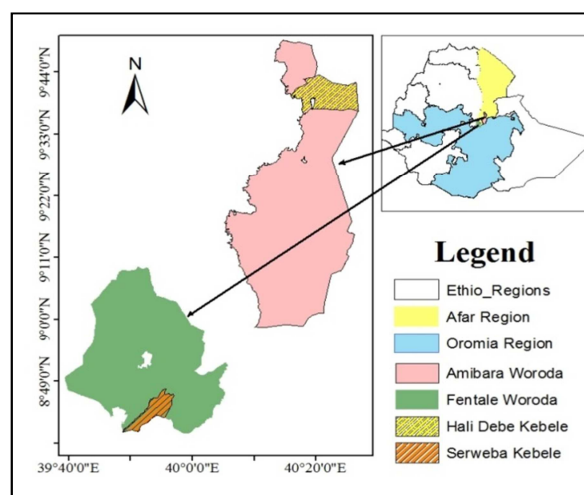 N
9°44'0"N
9°33'0"N
9°22'0"N
9°11'0"N
9°0'0"N
8°49'0"N
39°40'0"E
40°0'0"E
40°20'0"E
Legend
Ethio_Regions
Afar Region
Oromia Region
Amibara Woroda
Fentale Woroda
Hali Debe Kebele
Serweba Kebele